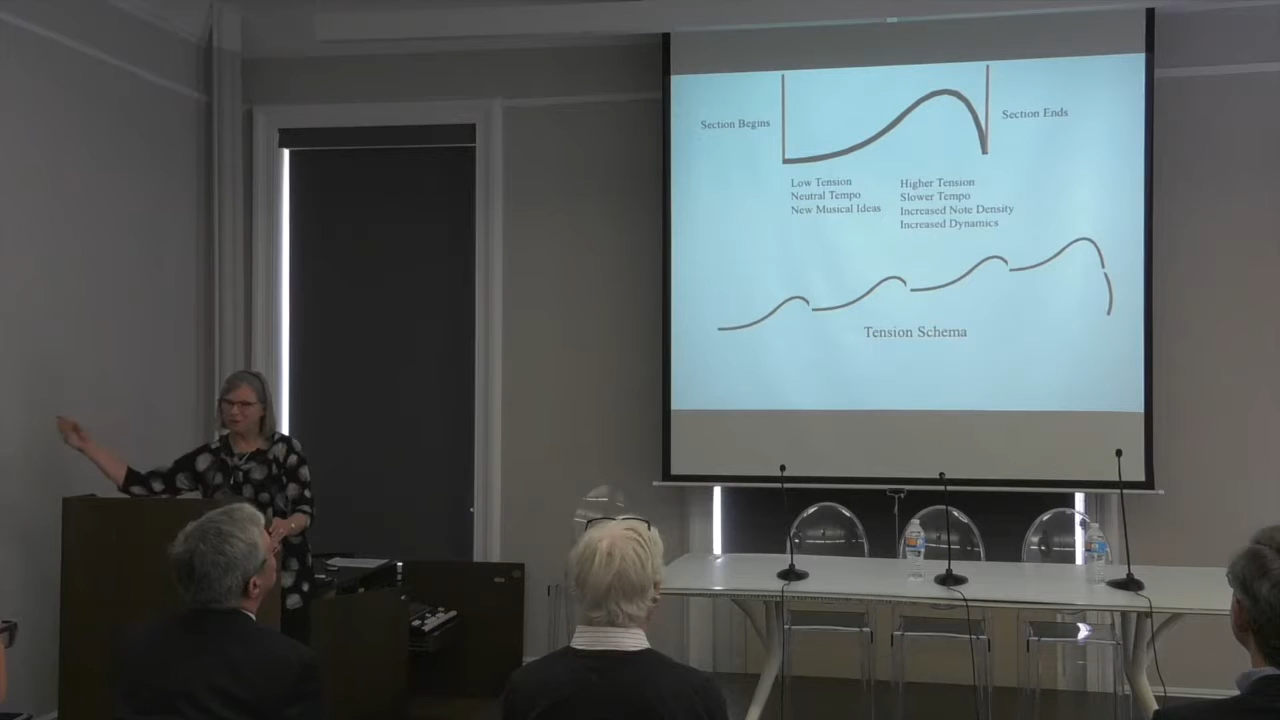 Section Begins
Section Ends
Low Tension
Neutral Tempo
New Musical Ideas
Higher Tension
Slower Tempo
Increased Note Density
Increased Dynamics
Tension Schema